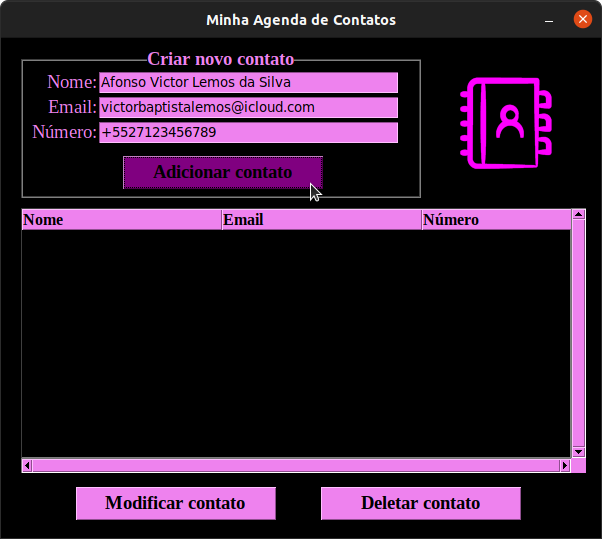 Minha Agenda de Contatos
Criar novo contato
Nome: Afonso Victor Lemos da Silva
Email: victorbaptistalemos@icloud.com
Número: +5527123456789
Adicionar contato
Nome Email Número
Modificar contato Deletar contato